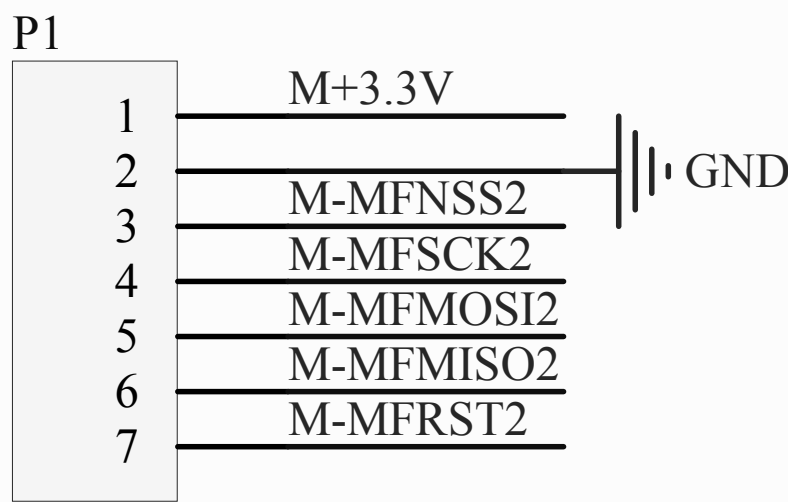 P1
1 M+3.3V
2 GND
3 M-MFNSS2
4 M-MFSCK2
5 M-MFMOSI2
6 M-MFMISO2
7 M-MFRST2